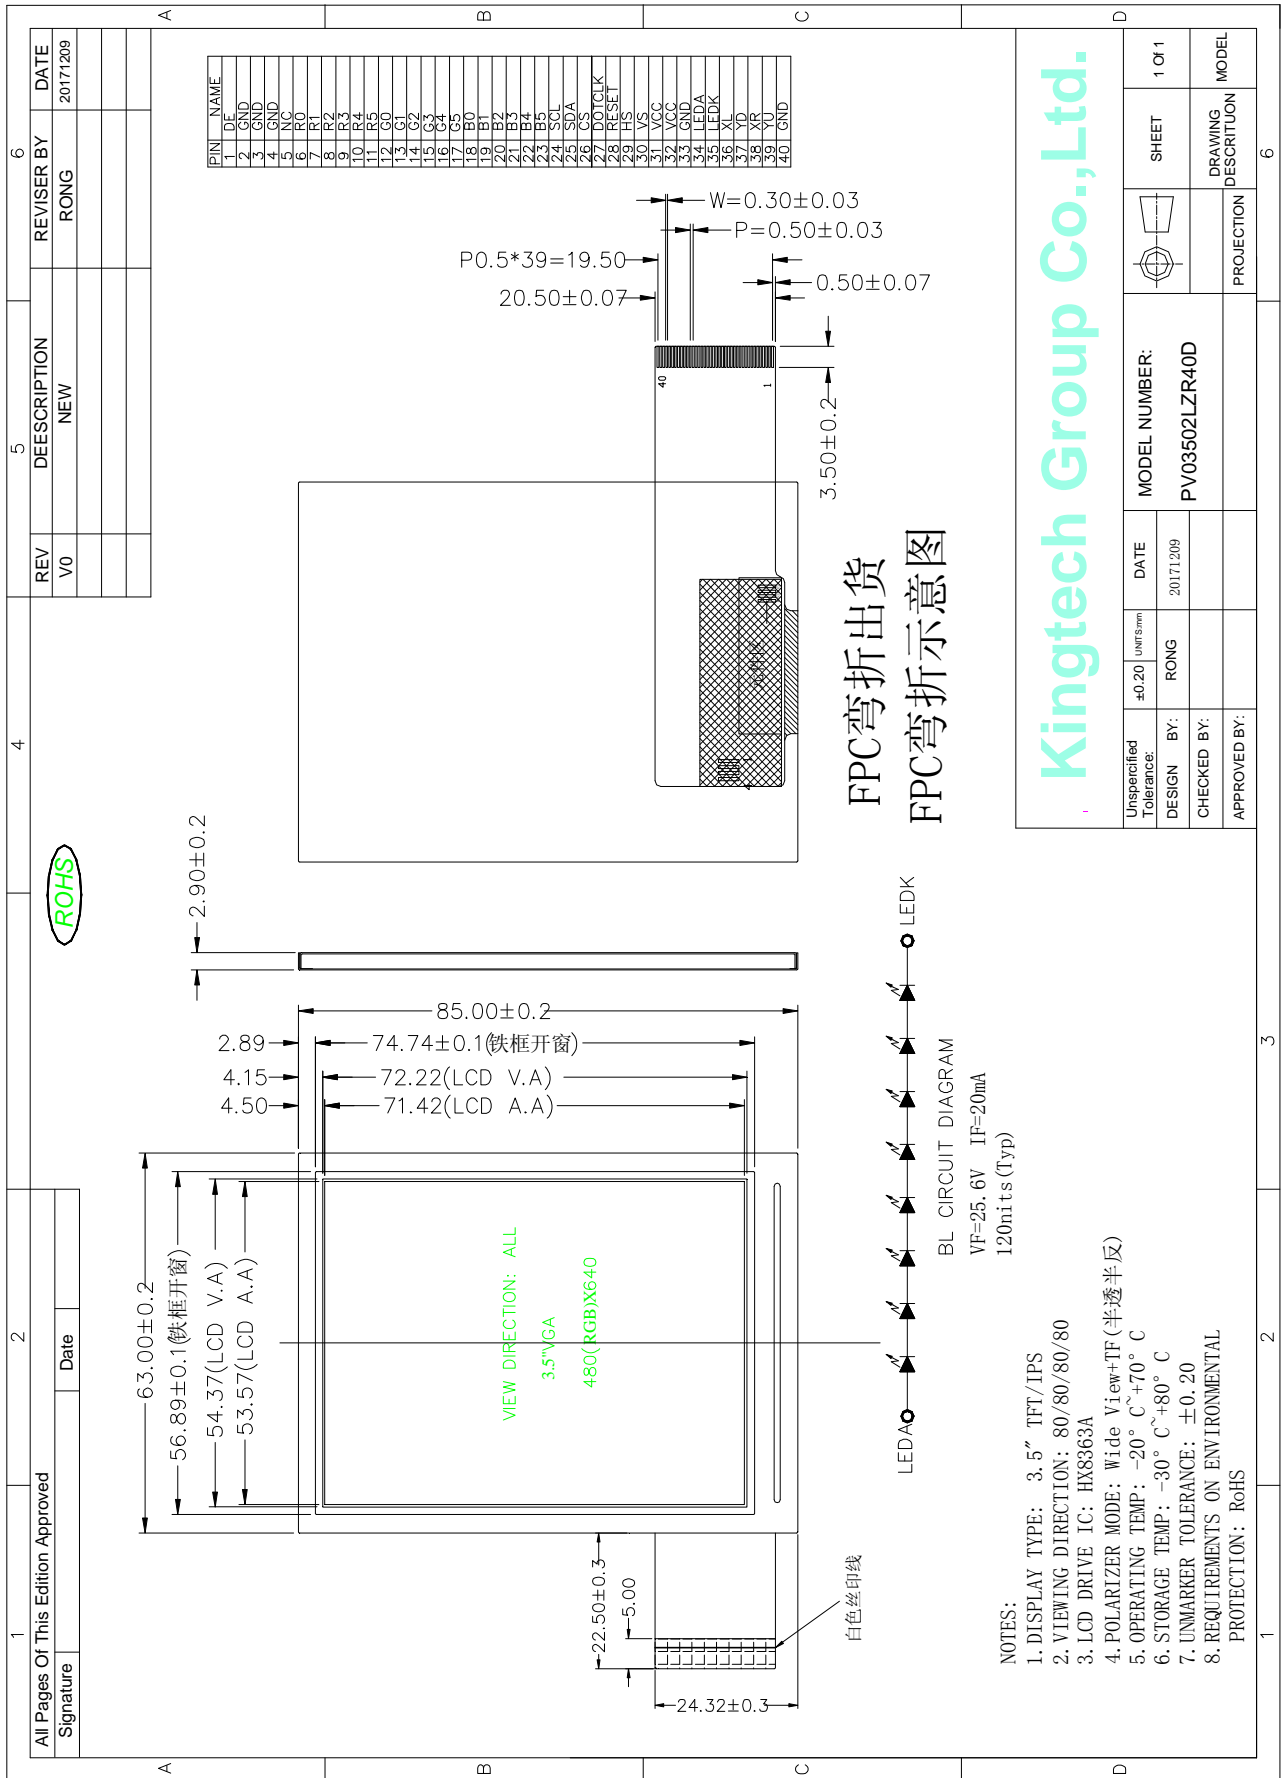 All Pages Of This Edition Approved
Signature
Date
1
2
3
4
5
6
A
B
C
D
REV
DEESCRIPTION
REVISER BY
DATE
V0
NEW
RONG
20171209
ROHS
63.00±0.2
56.89±0.1(铁框开窗)
54.37(LCD V.A)
53.57(LCD A.A)
2.89
4.15
4.50
85.00±0.2
74.74±0.1(铁框开窗)
72.22(LCD V.A)
71.42(LCD A.A)
2.90±0.2
VIEW DIRECTION: ALL
3.5"VGA
480(RGB)X640
22.50±0.3
5.00
24.32±0.3
白色丝印线
P0.5*39=19.50
20.50±0.07
W=0.30±0.03
P=0.50±0.03
0.50±0.07
3.50±0.2
40
1
PIN NAME
1 DE
2 GND
3 GND
4 GND
5 NC
6 R0
7 R1
8 R2
9 R3
10 R4
11 R5
12 G0
13 G1
14 G2
15 G3
16 G4
17 G5
18 B0
19 B1
20 B2
21 B3
22 B4
23 B5
24 SCL
25 SDA
26 CS
27 DOTCLK
28 RESET
29 HS
30 VS
31 VCC
32 VCC
33 GND
34 LEDA
35 LEDK
36 XL
37 YD
38 XR
39 YU
40 GND
FPC弯折出货
FPC弯折示意图
LEDA
LEDK
BL CIRCUIT DIAGRAM
VF=25.6V IF=20mA
120nits(Typ)
NOTES:
1. DISPLAY TYPE: 3.5″ TFT/IPS
2. VIEWING DIRECTION: 80/80/80/80
3. LCD DRIVE IC: HX8363A
4. POLARIZER MODE: Wide View+TF(半透半反)
5. OPERATING TEMP: -20° C~+70° C
6. STORAGE TEMP: -30° C~+80° C
7. UNMARKER TOLERANCE: ±0.20
8. REQUIREMENTS ON ENVIRONMENTAL
PROTECTION: RoHS
Kingtech Group Co.,Ltd.
Unspercified
Tolerance:
±0.20
UNITS:mm
DATE
MODEL NUMBER:
SHEET
1 Of 1
DESIGN BY:
RONG
20171209
PV03502LZR40D
CHECKED BY:
APPROVED BY:
PROJECTION
DRAWING
DESCRITUON
MODEL
1
2
3
6
A
B
C
D